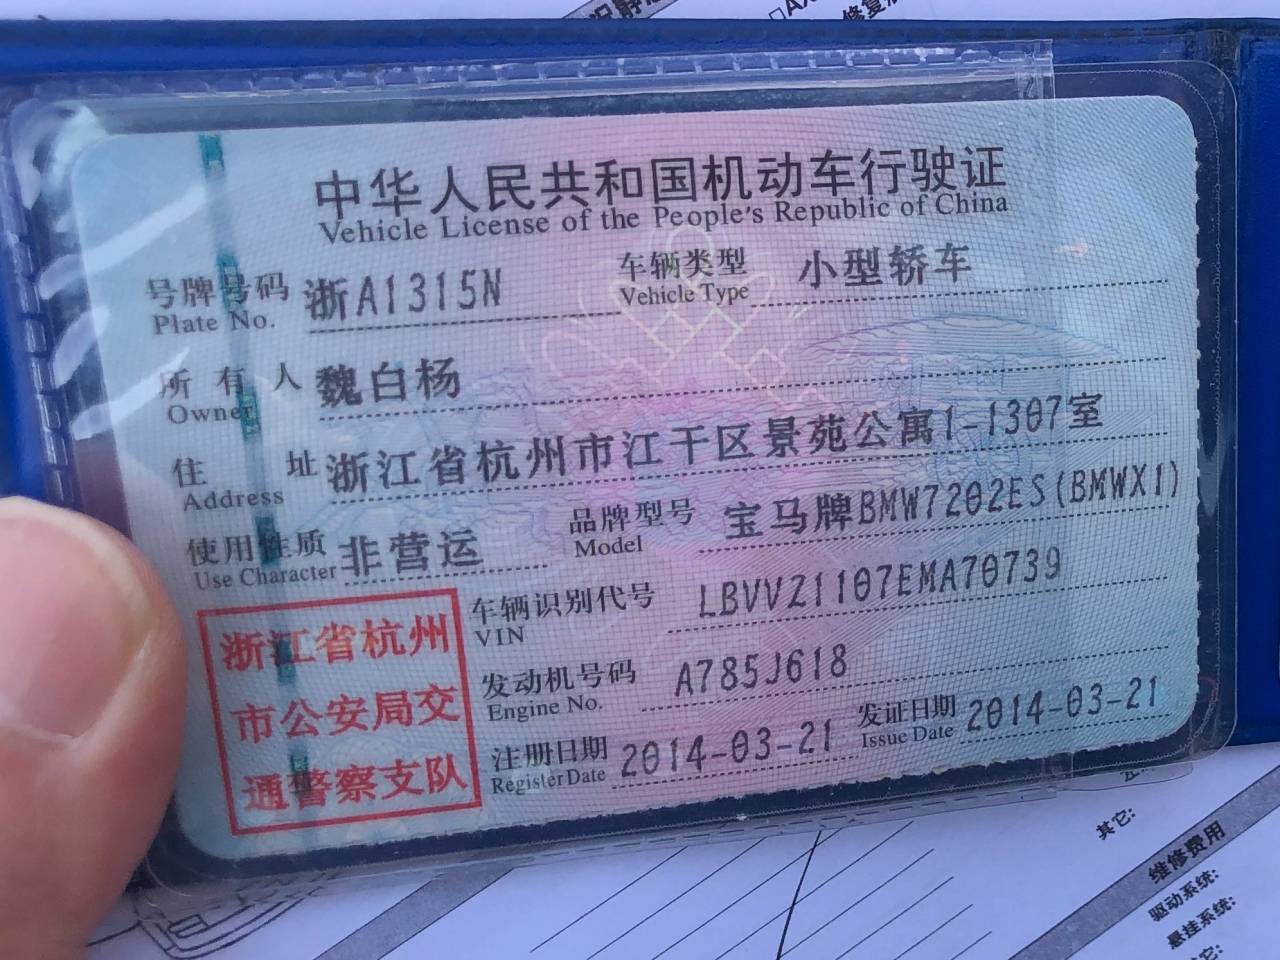 修复
中华人民共和国机动车行驶证
Vehicle License of the People's Republic of China
号牌号码 浙A1315N 车辆类型 小型轿车
Plate No. Vehicle Type
所有人 魏白杨
Owner
住址 浙江省杭州市江干区景苑公寓1-1307室
Address
使用性质 非营运 品牌型号 宝马牌BMW7202ES(BMWX1)
Use Character Model
浙江省杭州
市公安局交
通警察支队
车辆识别代号 LBVVZ1107EMA70739
VIN
发动机号码 A785J618
Engine No.
注册日期 2014-03-21 发证日期 2014-03-21
Register Date Issue Date
其它:
维修费用
驱动系统:
悬挂系统: